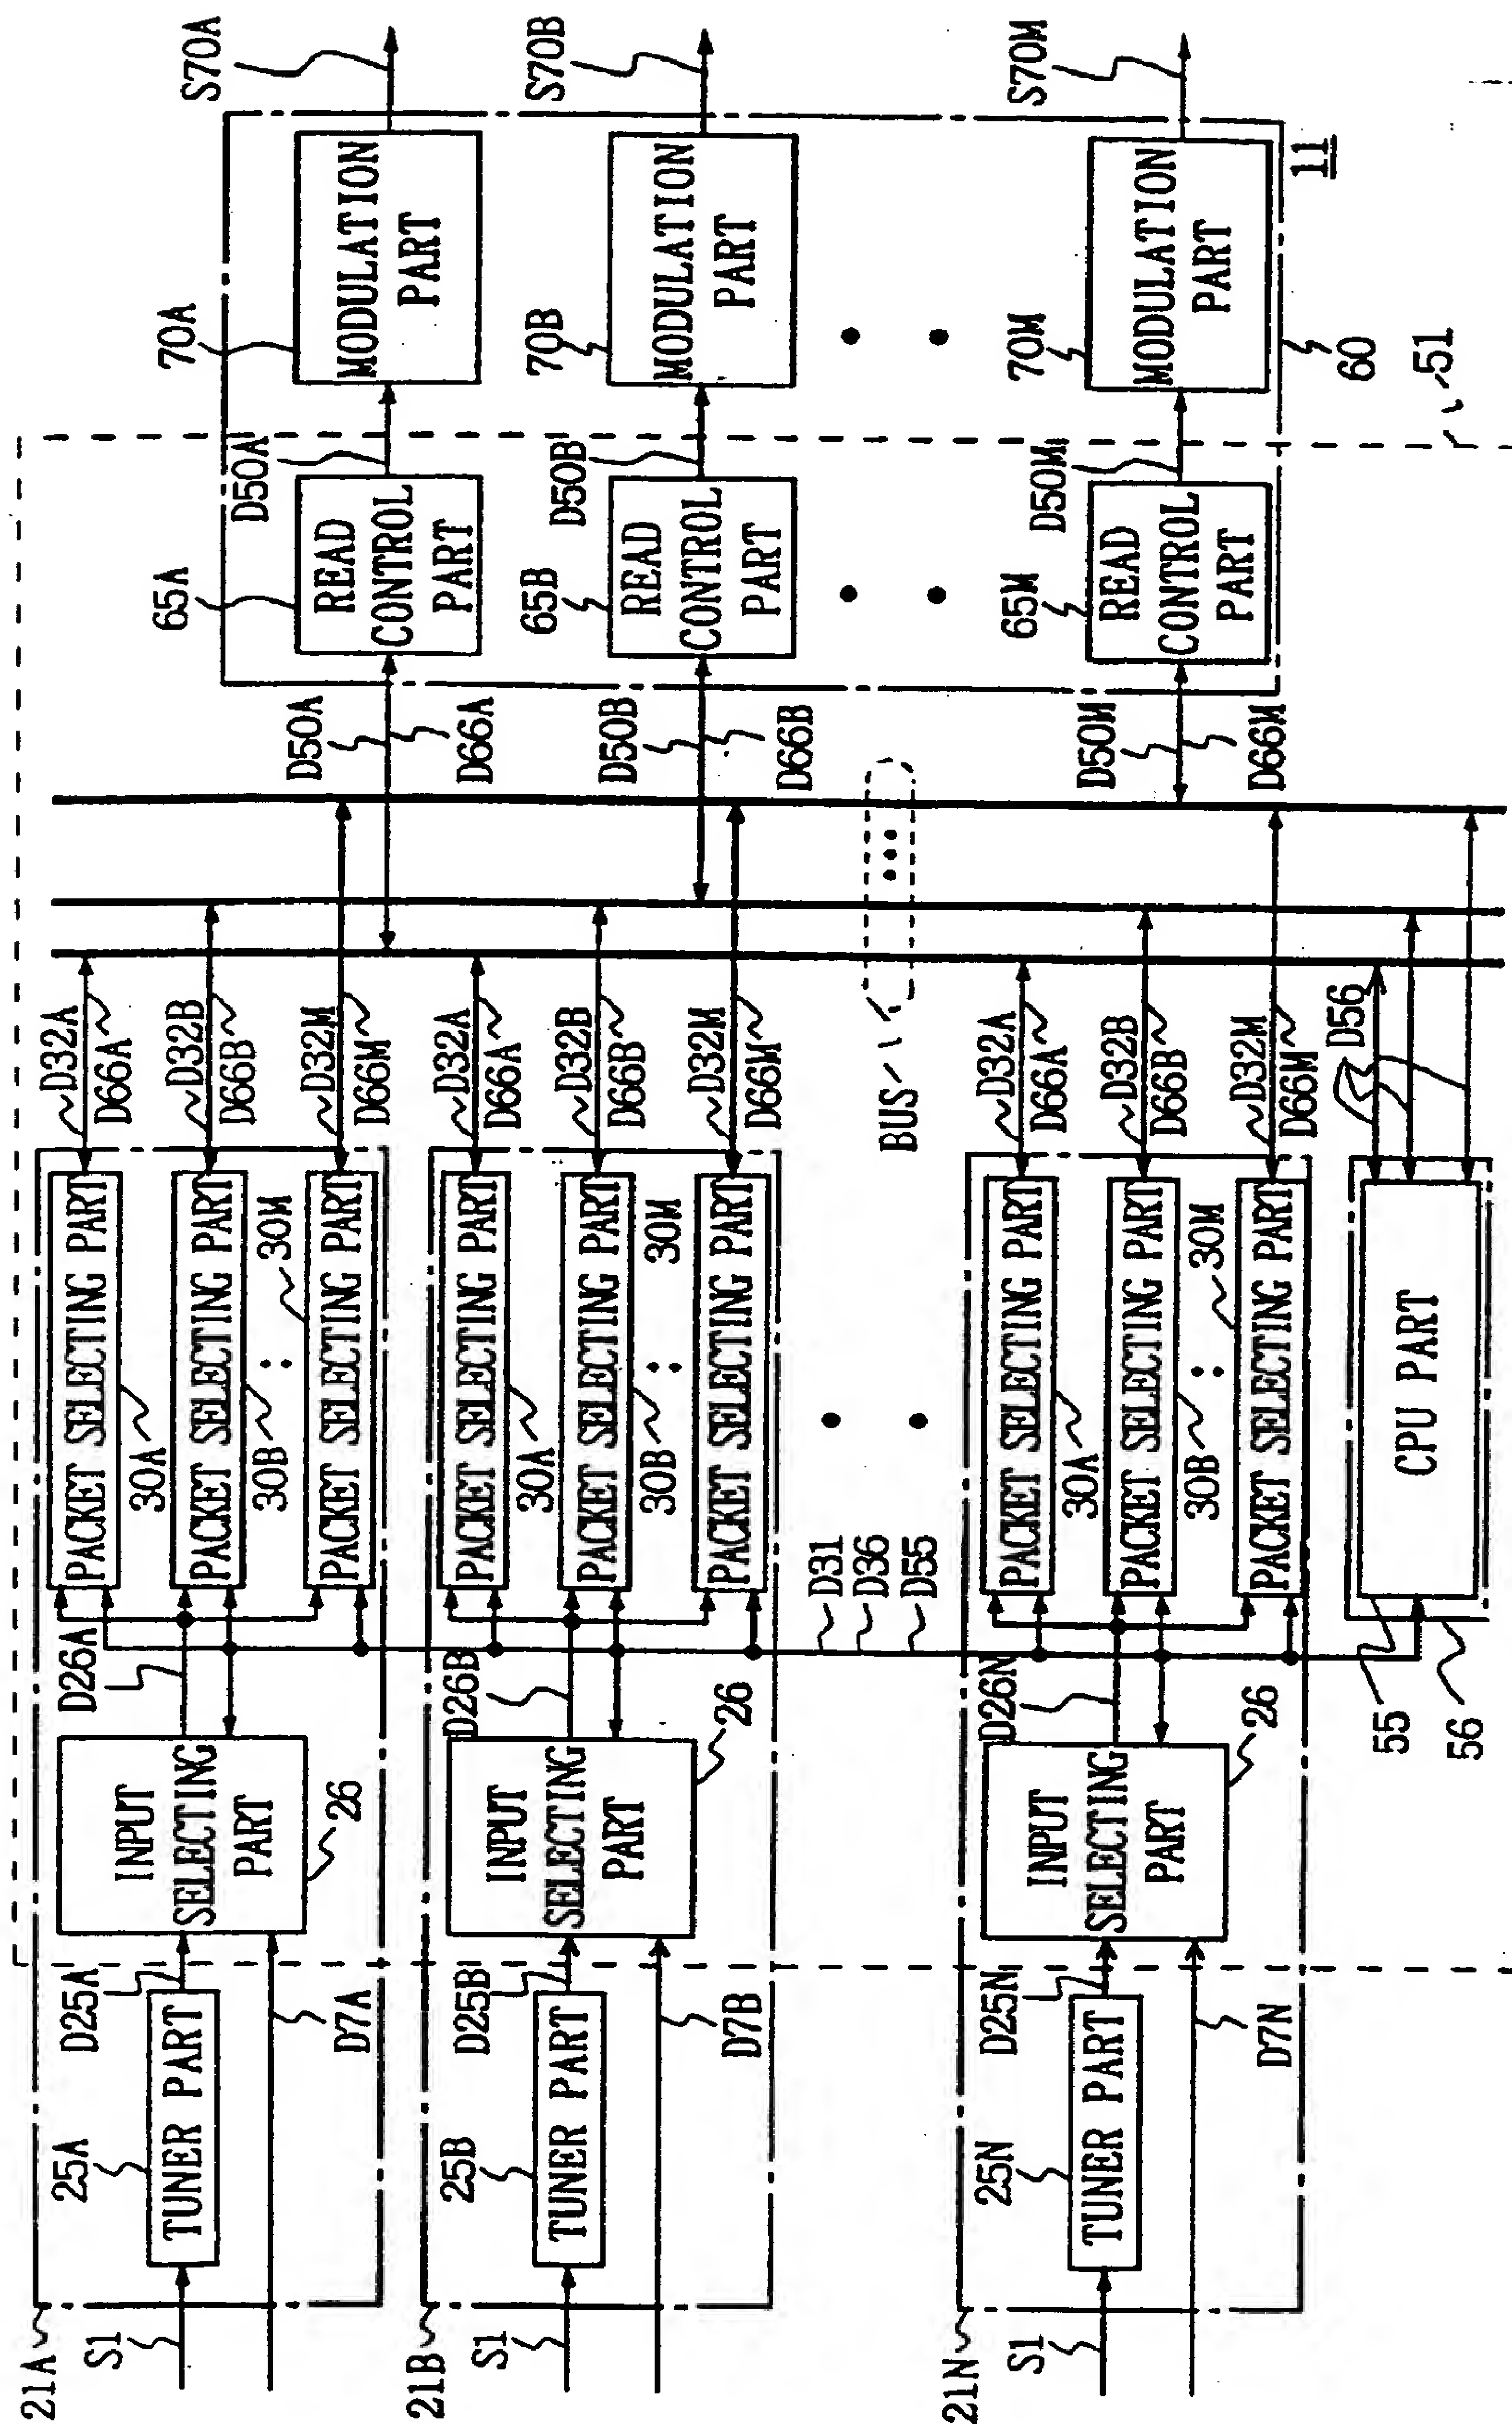 21A
S1
25A
TUNER PART
D25A
D7A
INPUT
SELECTING
PART
26
D26A
PACKET SELECTING PART
30A
PACKET SELECTING PART
30B
30M
PACKET SELECTING PART
D32A
D66A
D32B
D66B
D32M
D66M
21B
S1
25B
TUNER PART
D25B
D7B
INPUT
SELECTING
PART
26
D26B
PACKET SELECTING PART
30A
PACKET SELECTING PART
30B
30M
PACKET SELECTING PART
D32A
D66A
D32B
D66B
D32M
D66M
D31
D36
D55
BUS
21N
S1
25N
TUNER PART
D25N
D7N
INPUT
SELECTING
PART
26
D26N
PACKET SELECTING PART
30A
PACKET SELECTING PART
30B
30M
PACKET SELECTING PART
D32A
D66A
D32B
D66B
D32M
D66M
55
56
CPU PART
D56
D50A
D66A
65A
READ
CONTROL
PART
D50A
70A
MODULATION
PART
S70A
D50B
D66B
65B
READ
CONTROL
PART
D50B
70B
MODULATION
PART
S70B
D50M
D66M
65M
READ
CONTROL
PART
D50M
70M
MODULATION
PART
S70M
60
51
11